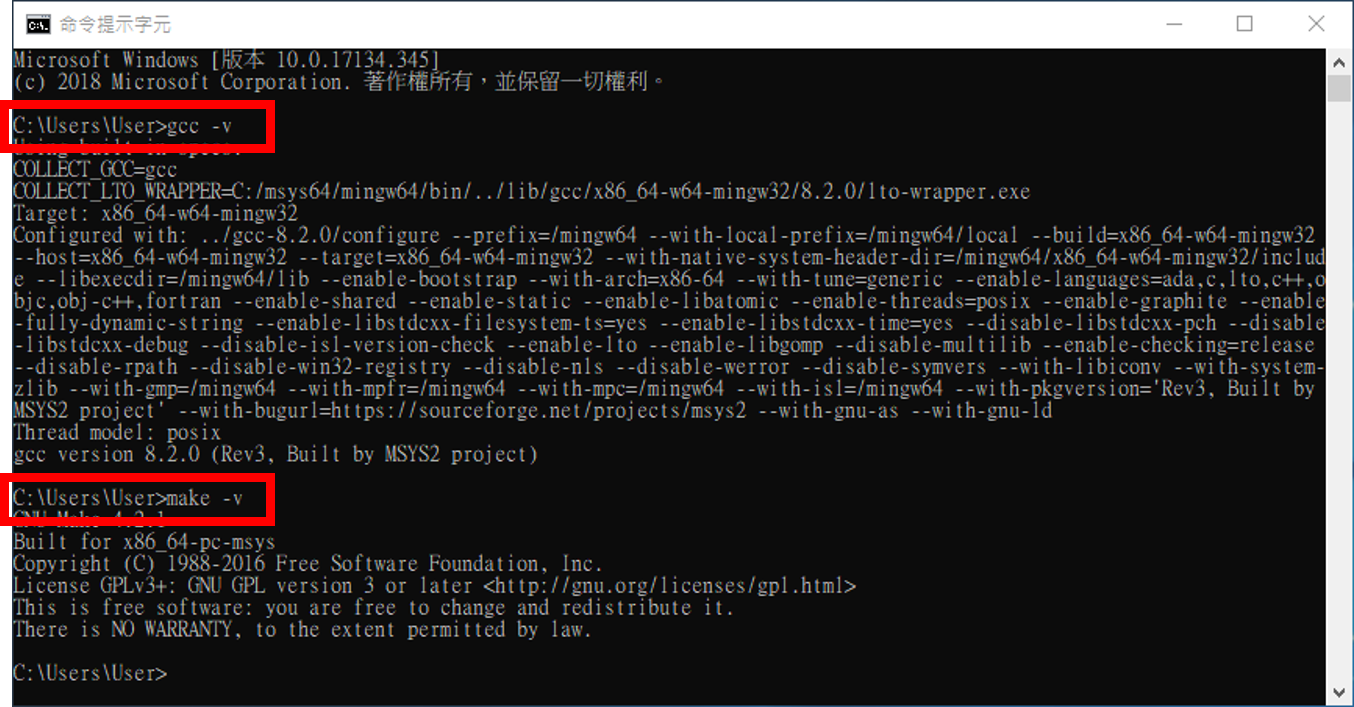 命令提示字元
Microsoft Windows [版本 10.0.17134.345]
(c) 2018 Microsoft Corporation. 著作權所有，並保留一切權利。
C:\Users\User>gcc -v
Using built-in specs.
COLLECT_GCC=gcc
COLLECT_LTO_WRAPPER=C:/msys64/mingw64/bin/../lib/gcc/x86_64-w64-mingw32/8.2.0/lto-wrapper.exe
Target: x86_64-w64-mingw32
Configured with: ../gcc-8.2.0/configure --prefix=/mingw64 --with-local-prefix=/mingw64/local --build=x86_64-w64-mingw32
--host=x86_64-w64-mingw32 --target=x86_64-w64-mingw32 --with-native-system-header-dir=/mingw64/x86_64-w64-mingw32/includ
e --libexecdir=/mingw64/lib --enable-bootstrap --with-arch=x86-64 --with-tune=generic --enable-languages=ada,c,lto,c++,o
bjc,obj-c++,fortran --enable-shared --enable-static --enable-libatomic --enable-threads=posix --enable-graphite --enable
-fully-dynamic-string --enable-libstdcxx-filesystem-ts=yes --enable-libstdcxx-time=yes --disable-libstdcxx-pch --disable
-libstdcxx-debug --disable-isl-version-check --enable-lto --enable-libgomp --disable-multilib --enable-checking=release
--disable-rpath --disable-win32-registry --disable-nls --disable-werror --disable-symvers --with-libiconv --with-system-
zlib --with-gmp=/mingw64 --with-mpfr=/mingw64 --with-mpc=/mingw64 --with-isl=/mingw64 --with-pkgversion='Rev3, Built by
MSYS2 project' --with-bugurl=https://sourceforge.net/projects/msys2 --with-gnu-as --with-gnu-ld
Thread model: posix
gcc version 8.2.0 (Rev3, Built by MSYS2 project)
C:\Users\User>make -v
GNU Make 4.2.1
Built for x86_64-pc-msys
Copyright (C) 1988-2016 Free Software Foundation, Inc.
License GPLv3+: GNU GPL version 3 or later <http://gnu.org/licenses/gpl.html>
This is free software: you are free to change and redistribute it.
There is NO WARRANTY, to the extent permitted by law.
C:\Users\User>